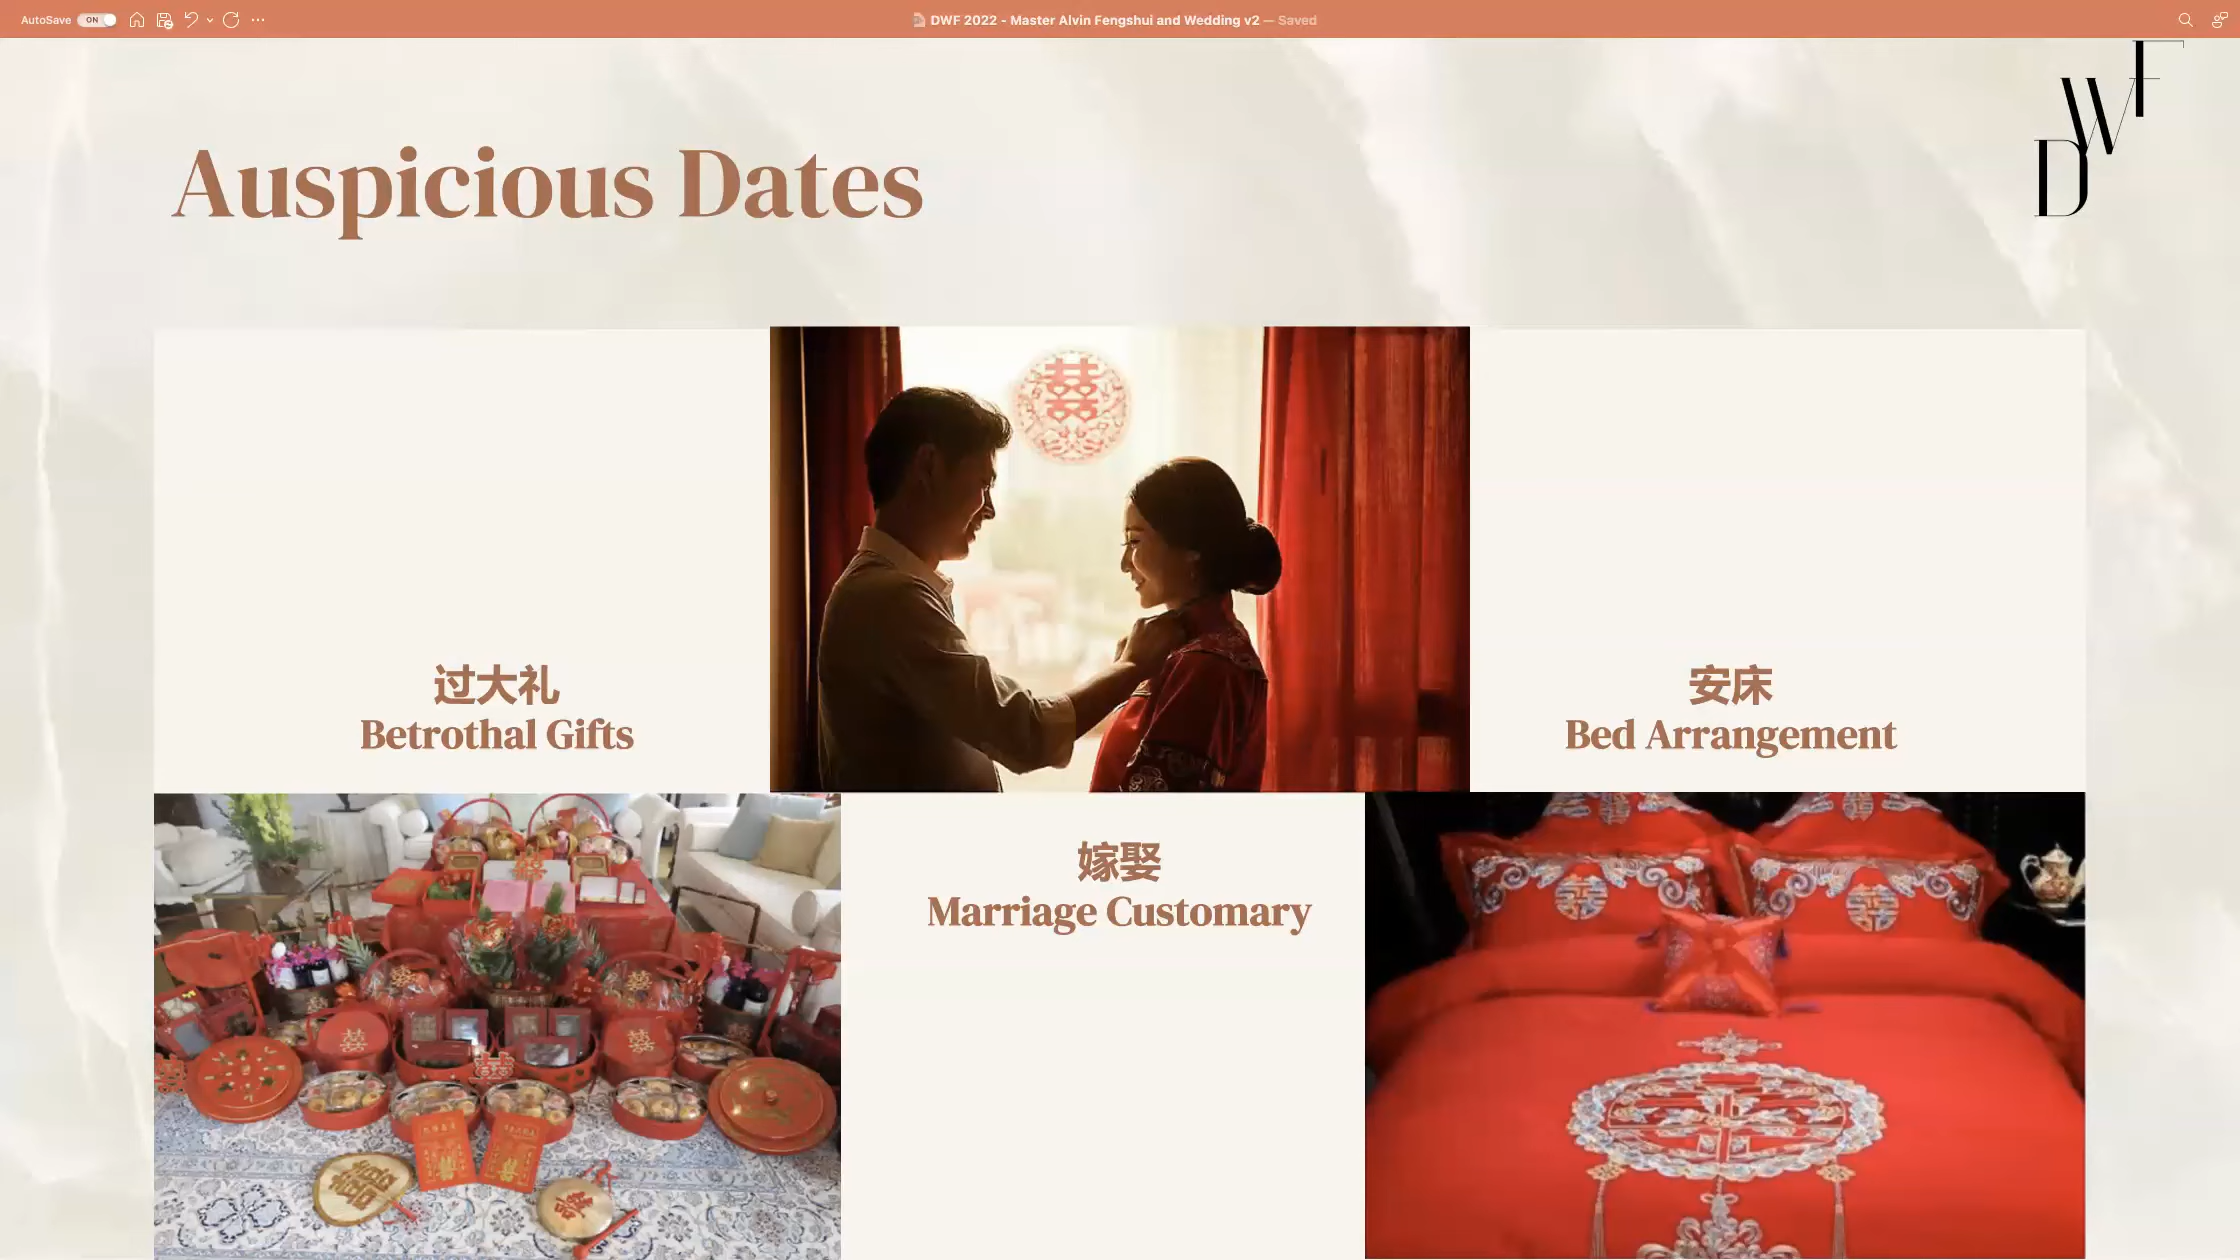 AutoSave ON
DWF 2022 - Master Alvin Fengshui and Wedding v2 — Saved
DWF
Auspicious Dates
囍
过大礼
Betrothal Gifts
安床
Bed Arrangement
嫁娶
Marriage Customary